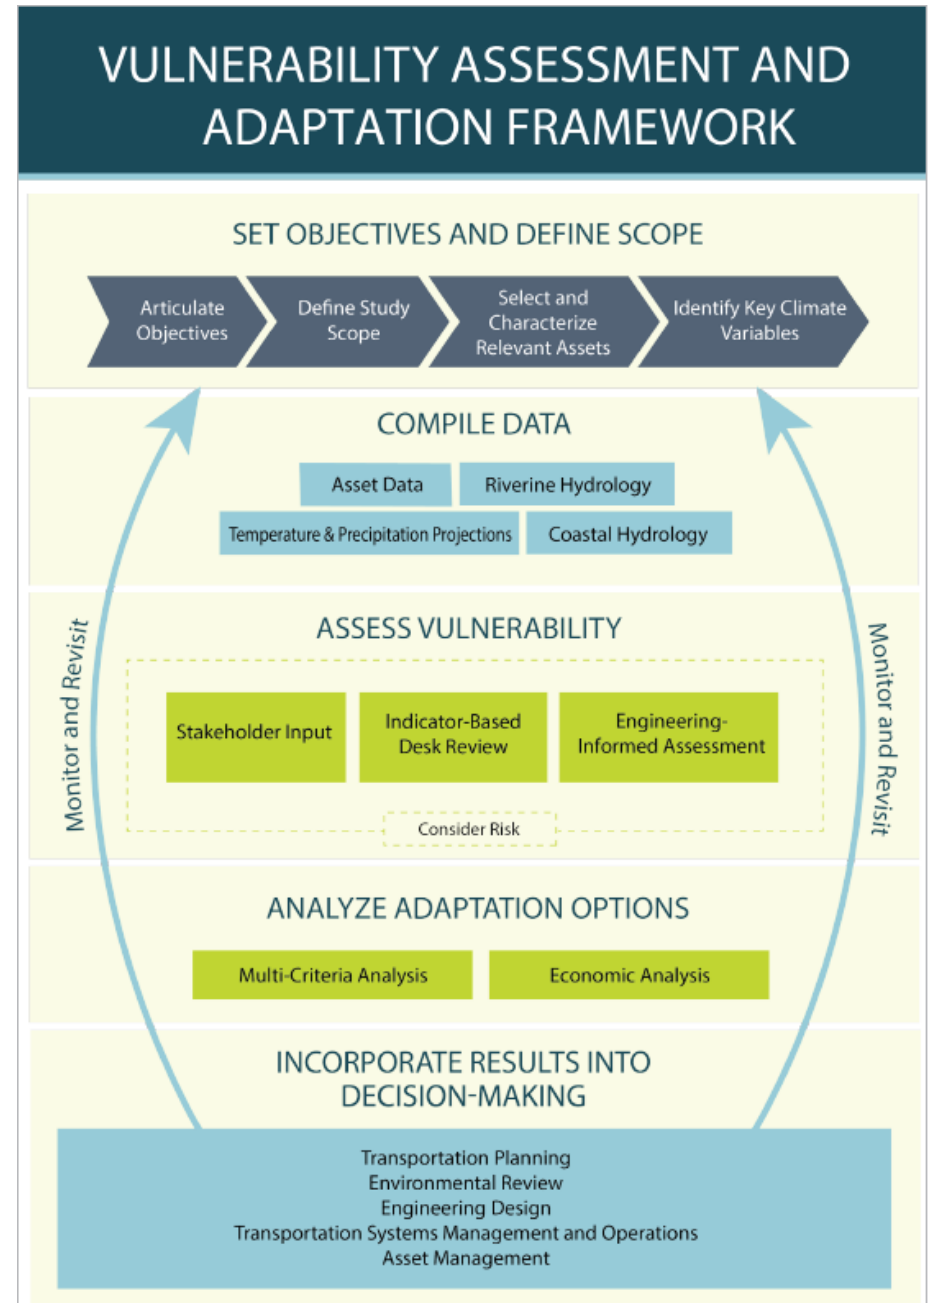 VULNERABILITY ASSESSMENT AND
ADAPTATION FRAMEWORK
SET OBJECTIVES AND DEFINE SCOPE
Articulate
Objectives
Define Study
Scope
Select and
Characterize
Relevant Assets
Identify Key Climate
Variables
COMPILE DATA
Asset Data
Riverine Hydrology
Temperature & Precipitation Projections
Coastal Hydrology
Monitor and Revisit
ASSESS VULNERABILITY
Stakeholder Input
Indicator-Based
Desk Review
Engineering-
Informed Assessment
Consider Risk
Monitor and Revisit
ANALYZE ADAPTATION OPTIONS
Multi-Criteria Analysis
Economic Analysis
INCORPORATE RESULTS INTO
DECISION-MAKING
Transportation Planning
Environmental Review
Engineering Design
Transportation Systems Management and Operations
Asset Management